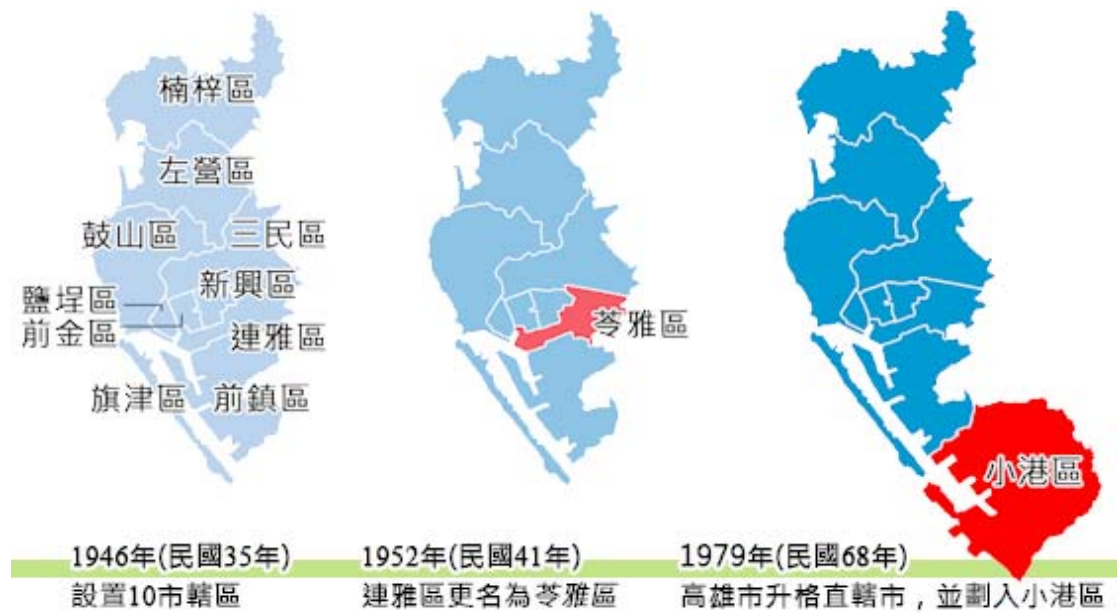 楠梓區
左營區
鼓山區
三民區
新興區
鹽埕區
前金區
連雅區
旗津區
前鎮區
苓雅區
小港區
1946年(民國35年)
設置10市轄區
1952年(民國41年)
連雅區更名為苓雅區
1979年(民國68年)
高雄市升格直轄市，並劃入小港區